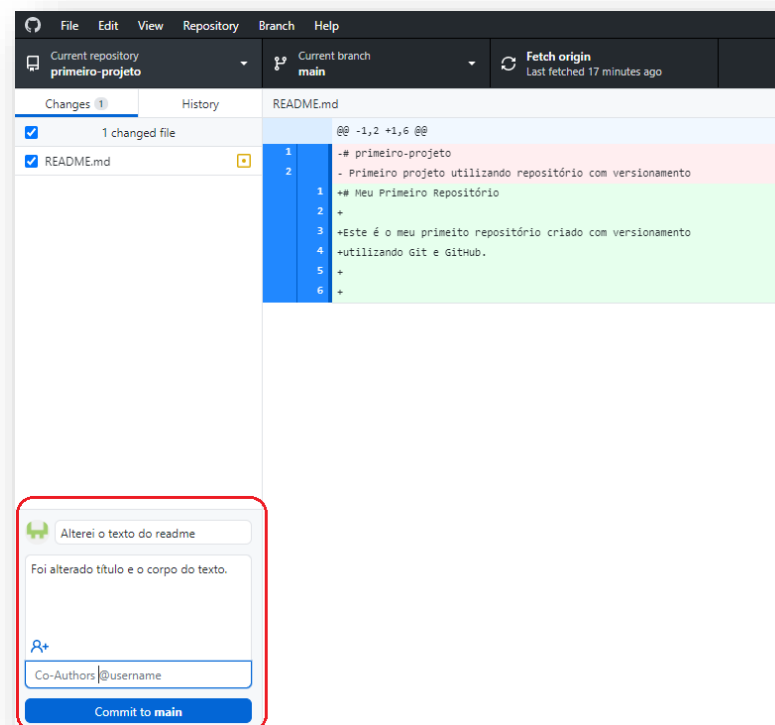 File Edit View Repository Branch Help
Current repository
primeiro-projeto
Current branch
main
Fetch origin
Last fetched 17 minutes ago
Changes 1 History
README.md
1 changed file
README.md
@@ -1,2 +1,6 @@
1 -# primeiro-projeto
2 - Primeiro projeto utilizando repositório com versionamento
1 +# Meu Primeiro Repositório
2 +
3 +Este é o meu primeito repositório criado com versionamento
4 +utilizando Git e GitHub.
5 +
6 +
Alterei o texto do readme
Foi alterado título e o corpo do texto.
Co-Authors @username
Commit to main